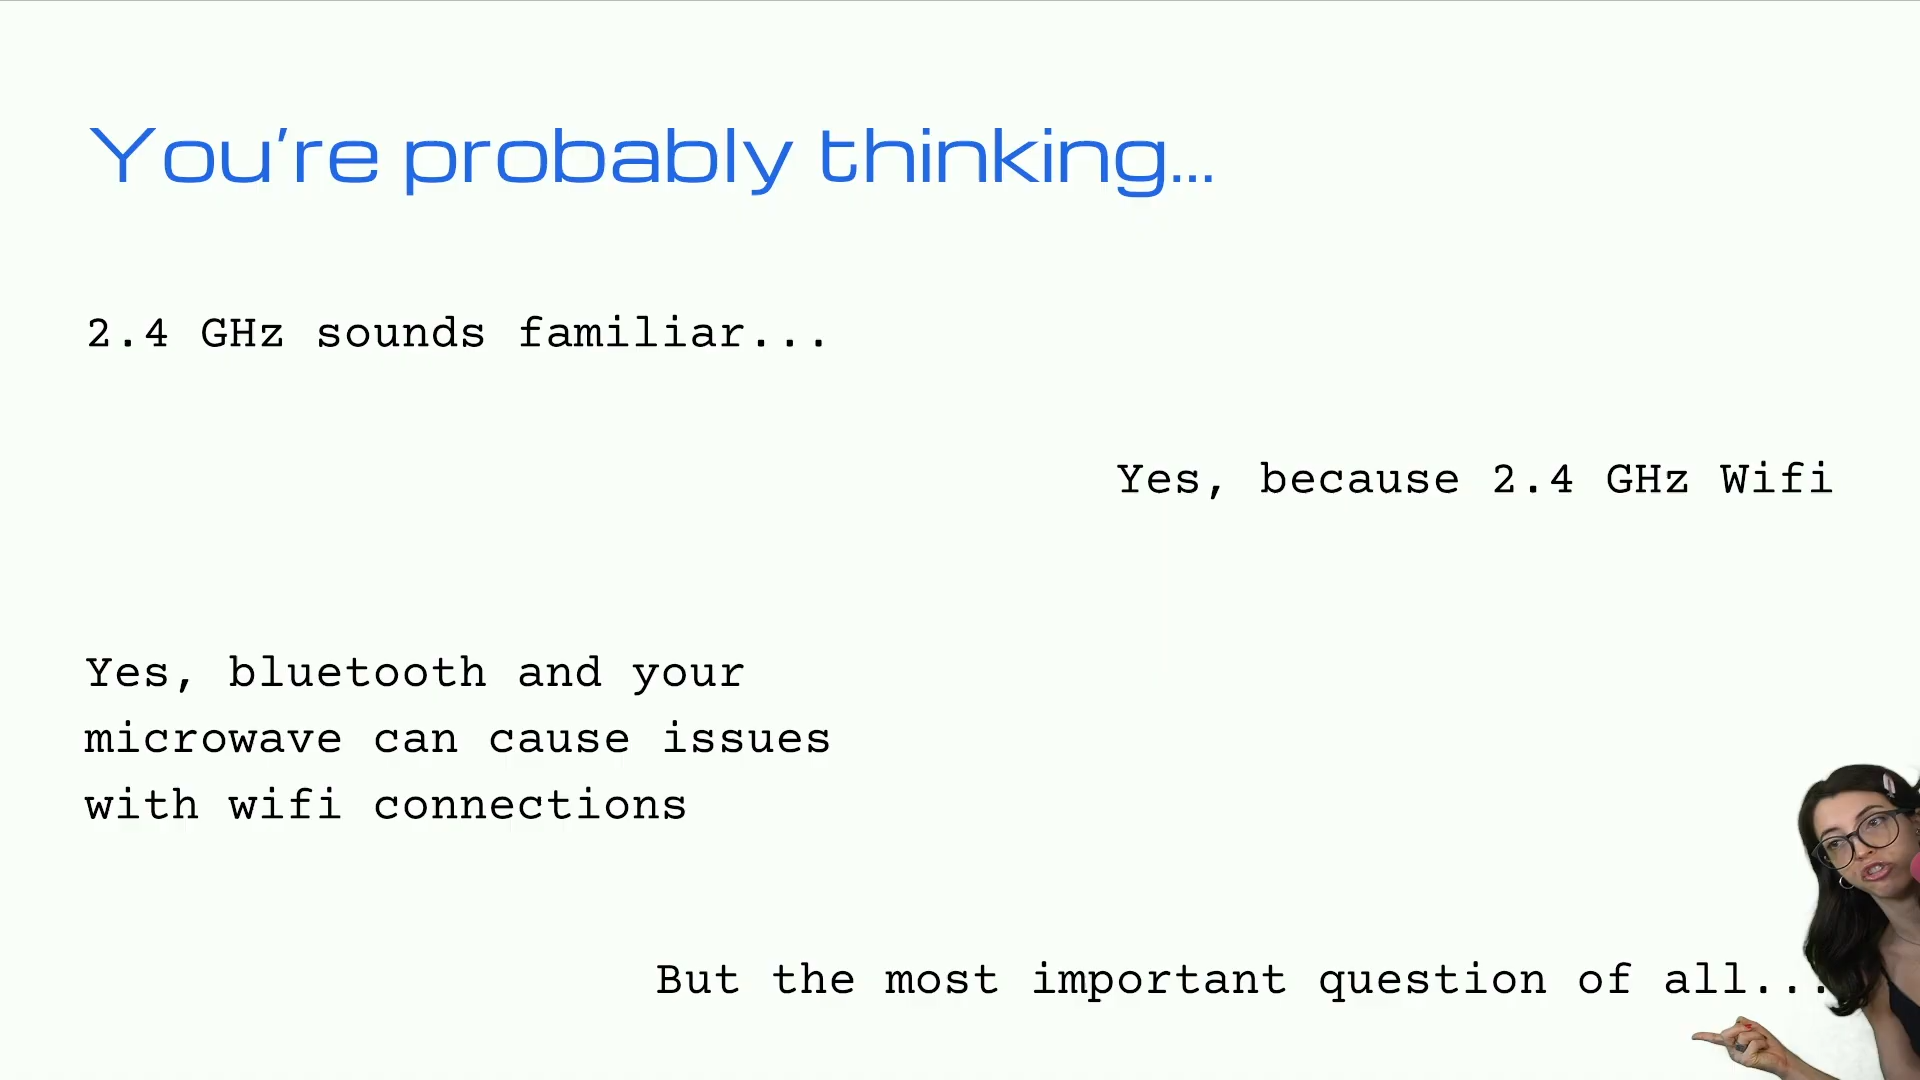 You're probably thinking...
2.4 GHz sounds familiar...
Yes, because 2.4 GHz Wifi
Yes, bluetooth and your
microwave can cause issues
with wifi connections
But the most important question of all...